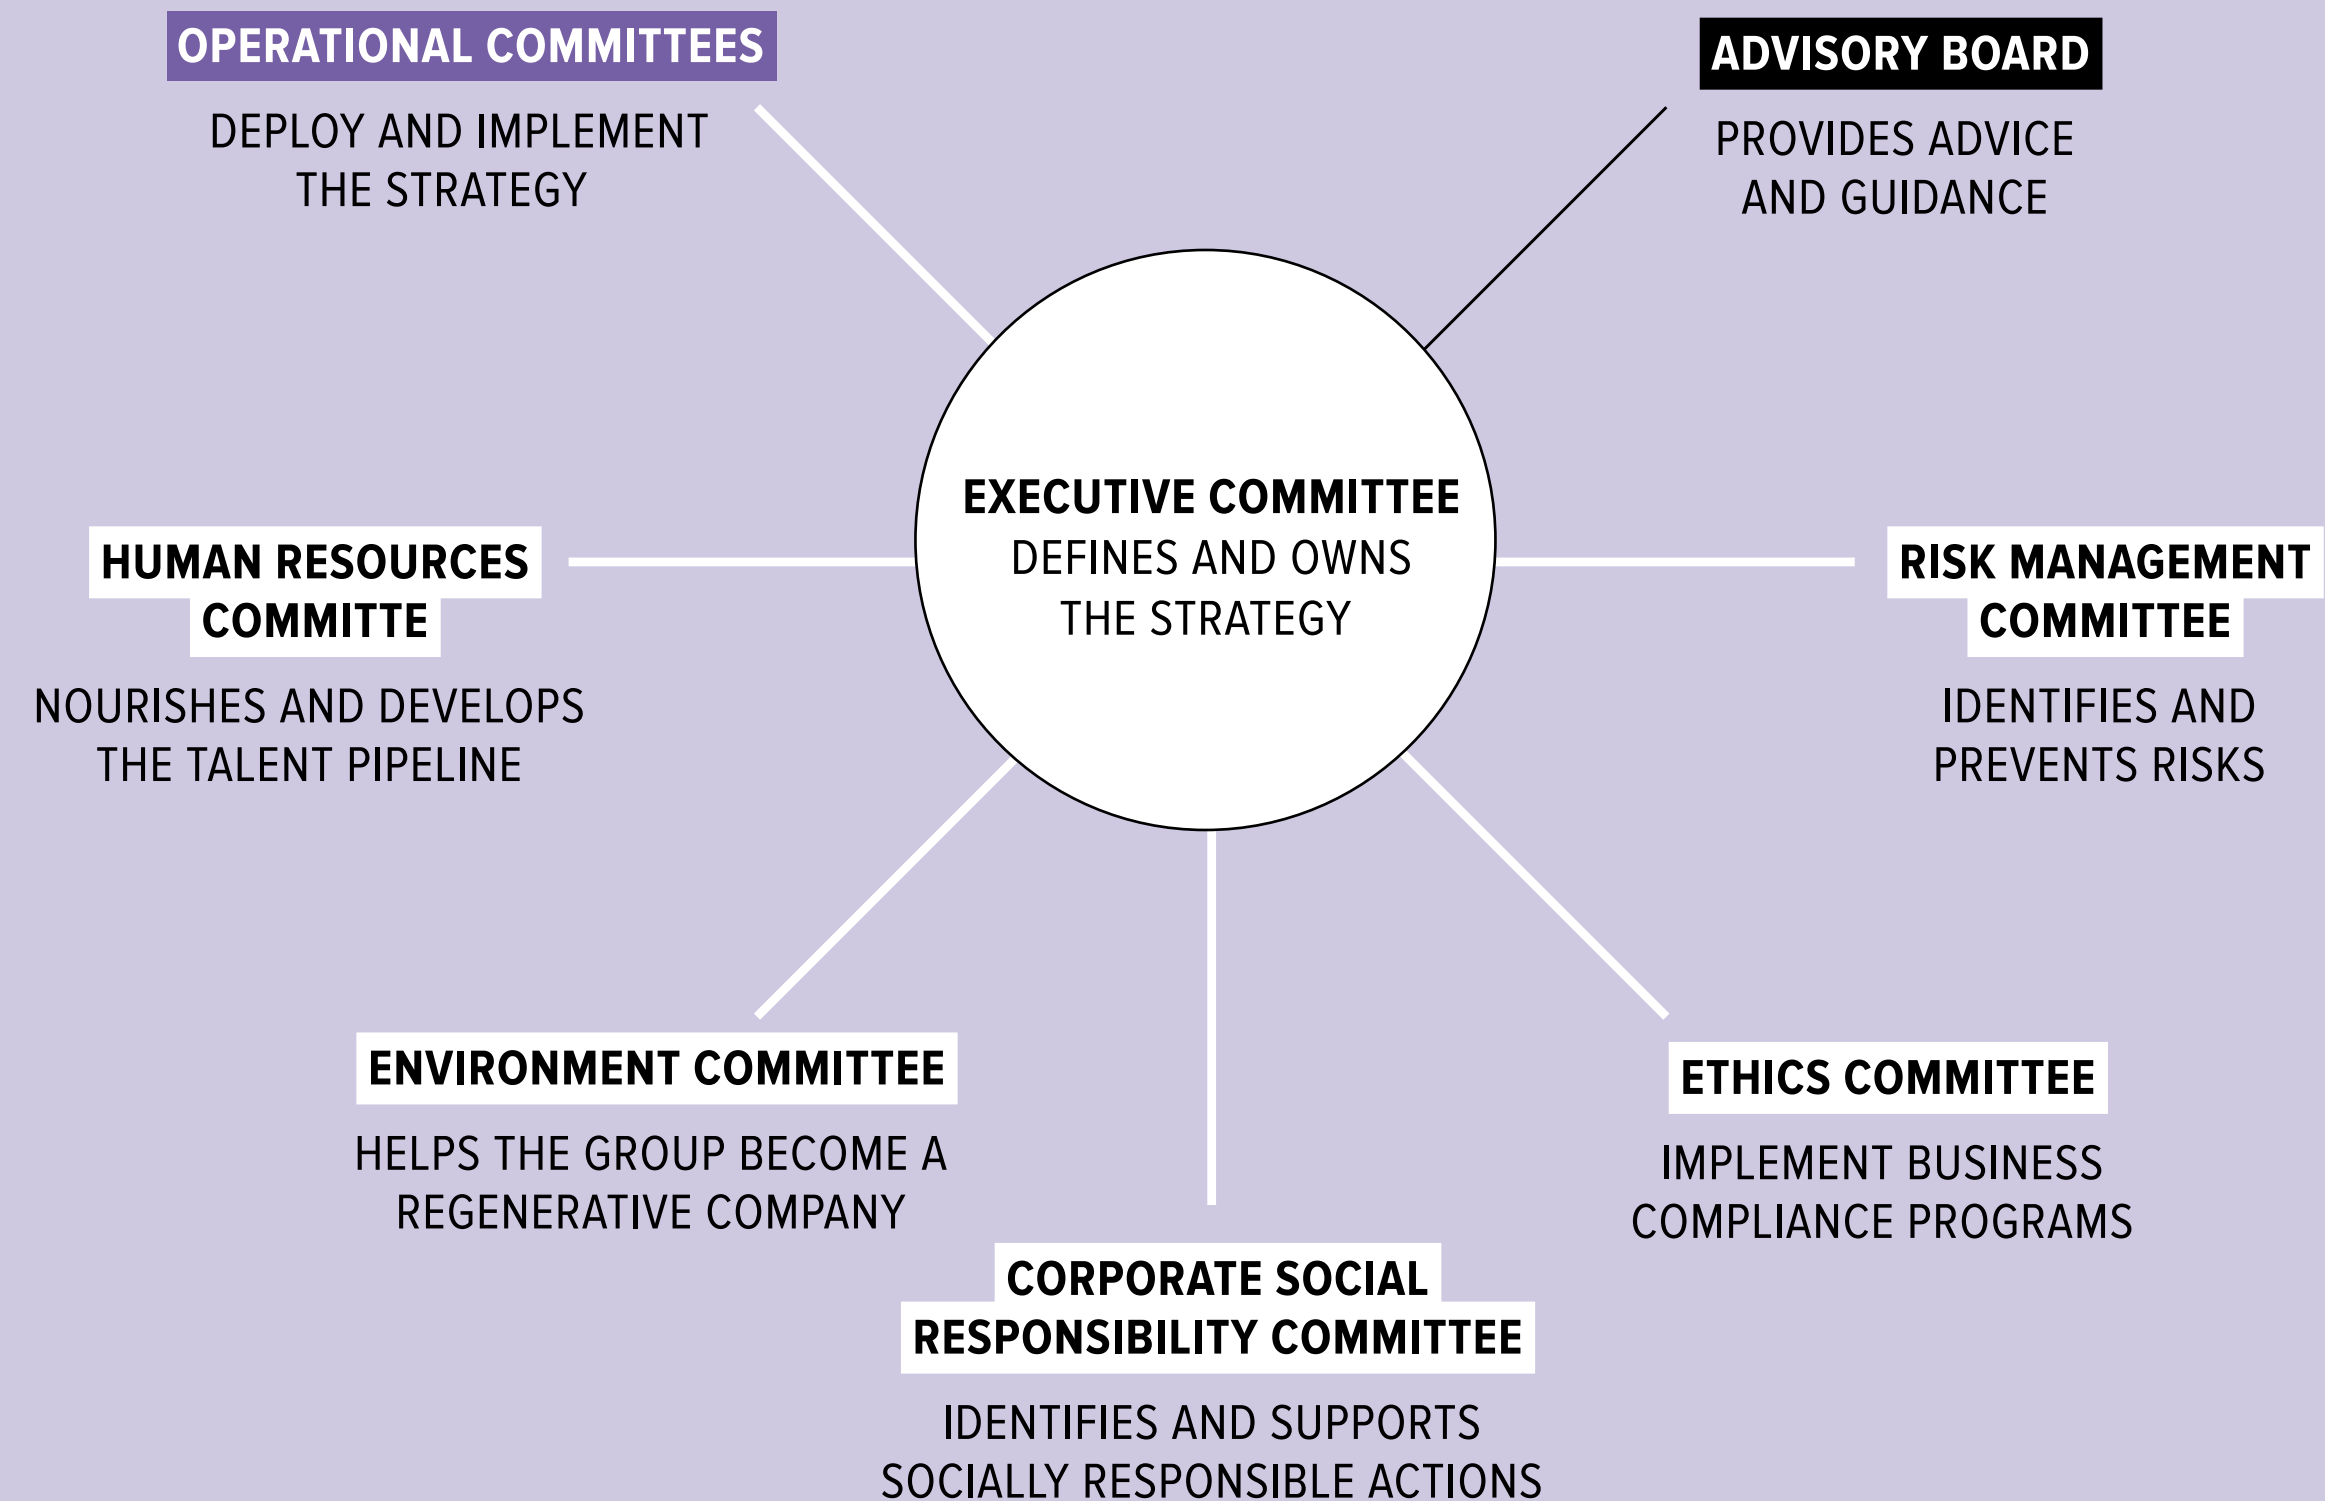 OPERATIONAL COMMITTEES
DEPLOY AND IMPLEMENT
THE STRATEGY
ADVISORY BOARD
PROVIDES ADVICE
AND GUIDANCE
EXECUTIVE COMMITTEE
DEFINES AND OWNS
THE STRATEGY
HUMAN RESOURCES
COMMITTE
NOURISHES AND DEVELOPS
THE TALENT PIPELINE
RISK MANAGEMENT
COMMITTEE
IDENTIFIES AND
PREVENTS RISKS
ENVIRONMENT COMMITTEE
HELPS THE GROUP BECOME A
REGENERATIVE COMPANY
ETHICS COMMITTEE
IMPLEMENT BUSINESS
COMPLIANCE PROGRAMS
CORPORATE SOCIAL
RESPONSIBILITY COMMITTEE
IDENTIFIES AND SUPPORTS
SOCIALLY RESPONSIBLE ACTIONS